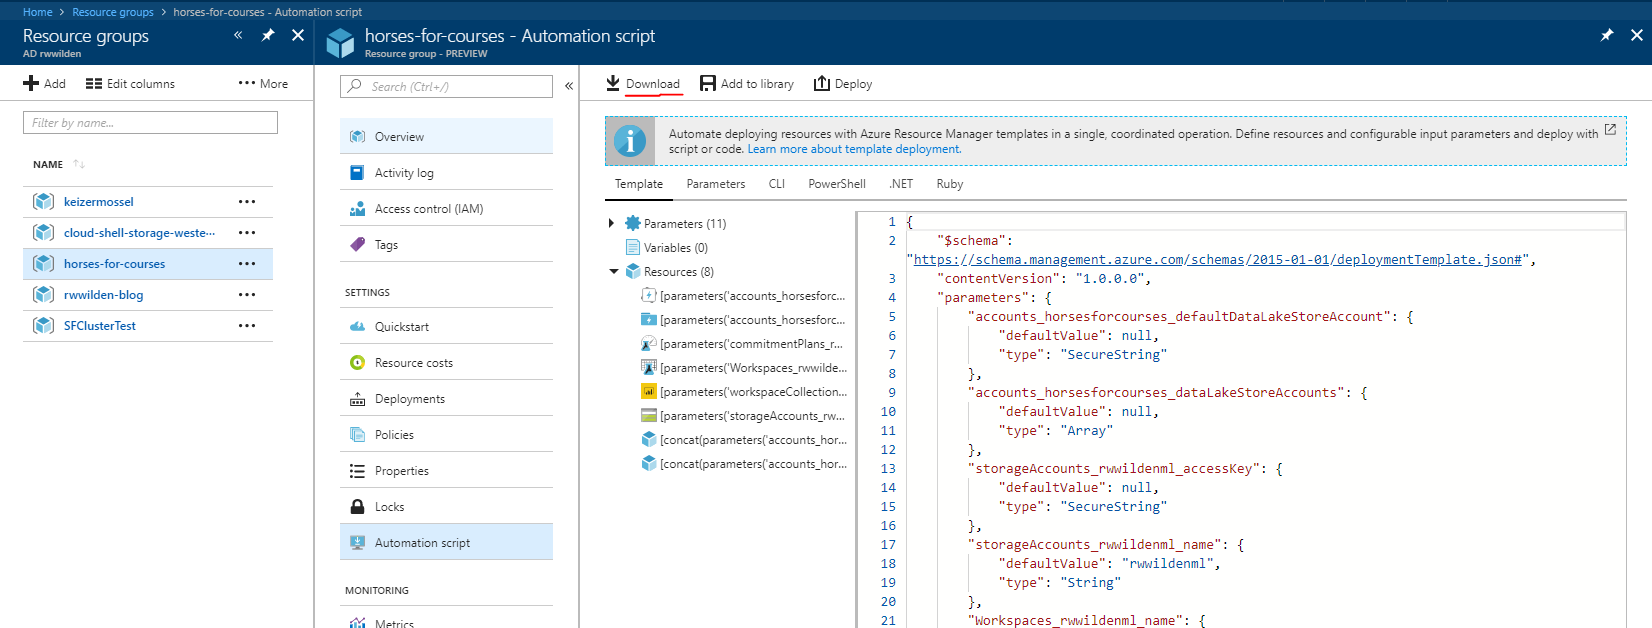 Home > Resource groups > horses-for-courses - Automation script
Resource groups
AD rwwilden
horses-for-courses - Automation script
Resource group - PREVIEW
Add
Edit columns
More
Filter by name...
NAME
keizermossel
cloud-shell-storage-weste...
horses-for-courses
rwwilden-blog
SFClusterTest
Search (Ctrl+/)
Overview
Activity log
Access control (IAM)
Tags
SETTINGS
Quickstart
Resource costs
Deployments
Policies
Properties
Locks
Automation script
MONITORING
Metrics
Download
Add to library
Deploy
Automate deploying resources with Azure Resource Manager templates in a single, coordinated operation. Define resources and configurable input parameters and deploy with
script or code. Learn more about template deployment.
Template
Parameters
CLI
PowerShell
.NET
Ruby
Parameters (11)
Variables (0)
Resources (8)
[parameters('accounts_horsesforc...
[parameters('accounts_horsesforc...
[parameters('commitmentPlans_r...
[parameters('Workspaces_rwwilde...
[parameters('workspaceCollection...
[parameters('storageAccounts_rw...
[concat(parameters('accounts_hor...
[concat(parameters('accounts_hor...
1 {
2 "$schema":
"https://schema.management.azure.com/schemas/2015-01-01/deploymentTemplate.json#",
3 "contentVersion": "1.0.0.0",
4 "parameters": {
5 "accounts_horsesforcourses_defaultDataLakeStoreAccount": {
6 "defaultValue": null,
7 "type": "SecureString"
8 },
9 "accounts_horsesforcourses_dataLakeStoreAccounts": {
10 "defaultValue": null,
11 "type": "Array"
12 },
13 "storageAccounts_rwwildenml_accessKey": {
14 "defaultValue": null,
15 "type": "SecureString"
16 },
17 "storageAccounts_rwwildenml_name": {
18 "defaultValue": "rwwildenml",
19 "type": "String"
20 },
21 "Workspaces_rwwildenml_name": {